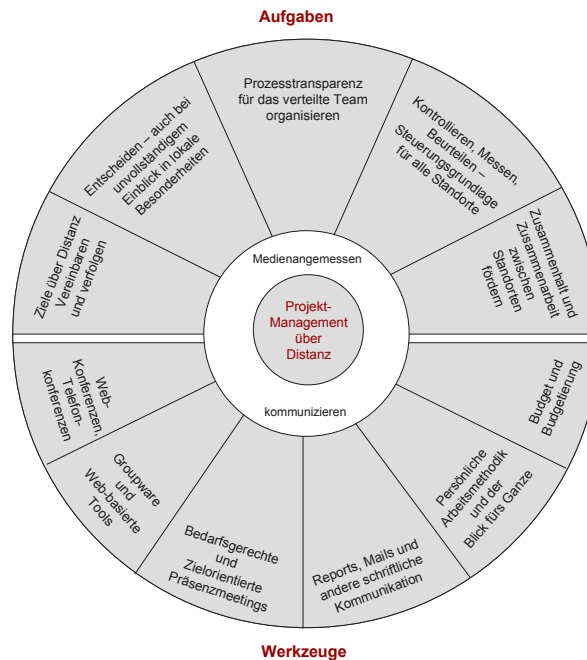 Aufgaben
Ziele über Distanz
Vereinbaren
und verfolgen
Entscheiden – auch bei
unvollständigem
Einblick in lokale
Besonderheiten
Prozesstransparenz
für das verteilte Team
organisieren
Kontrollieren, Messen,
Beurteilen –
Steuerungsgrundlage
für alle Standorte
Zusammenhalt und
Zusammenarbeit
zwischen
Standorten
fördern
Medienangemessen
Projekt-
Management
über
Distanz
kommunizieren
Web-
Konferenzen,
Telefon-
konferenzen
Groupware
und
Web-basierte
Tools
Bedarfsgerechte
und
Zielorientierte
Präsenzmeetings
Reports, Mails und
andere schriftliche
Kommunikation
Persönliche
Arbeitsmethodik
und der
Blick fürs Ganze
Budget und
Budgetierung
Werkzeuge